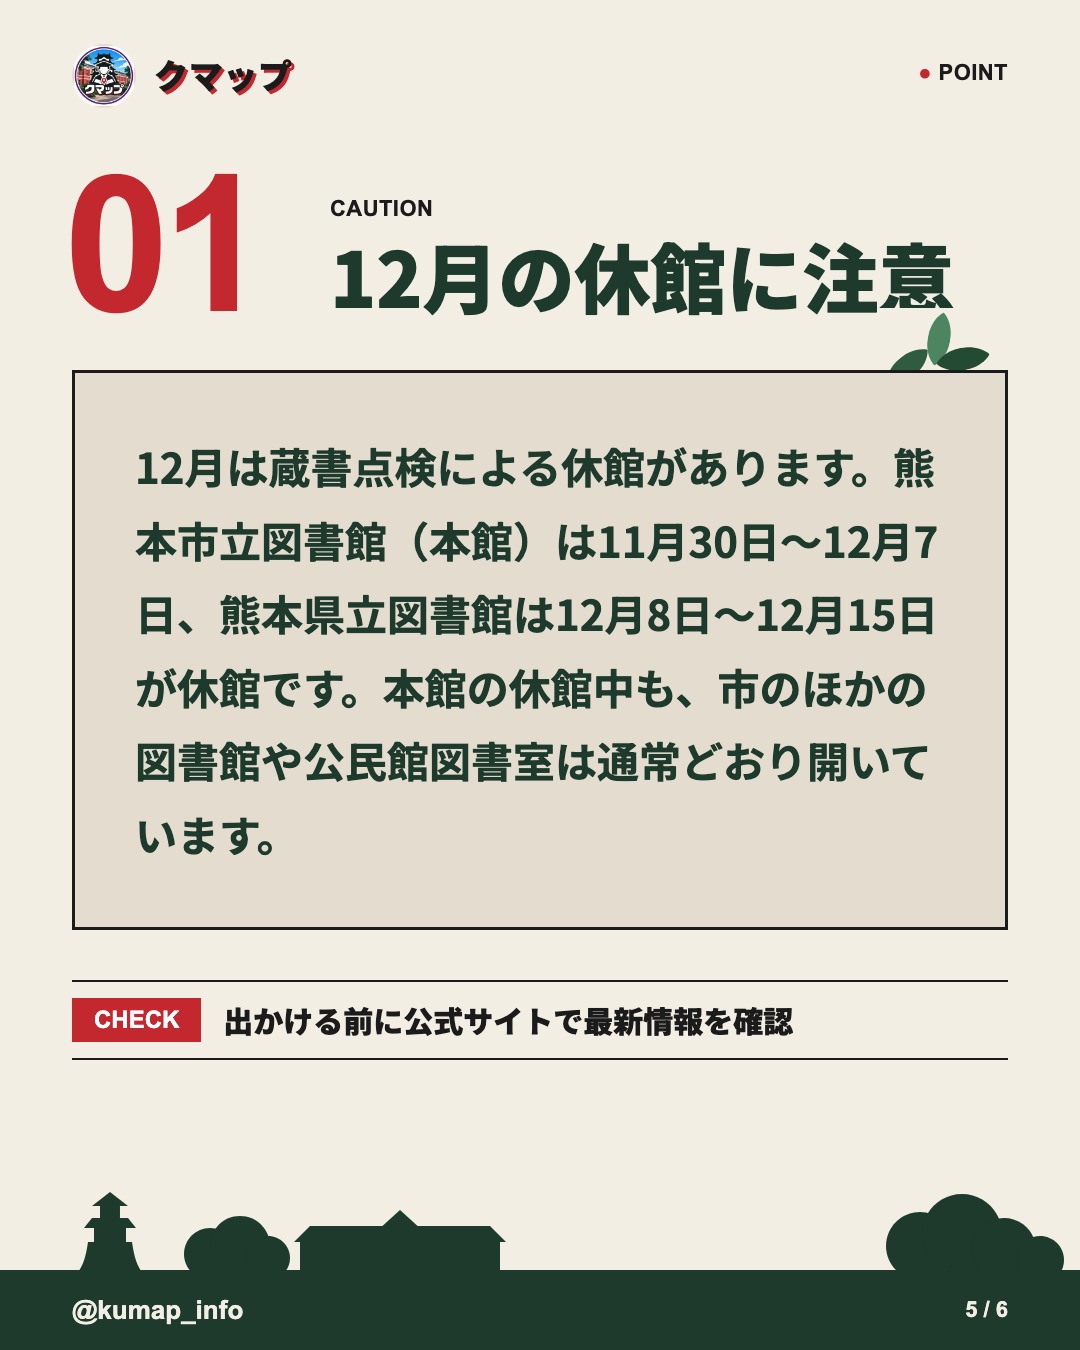 クマップ
クマップ
POINT
01
CAUTION
12月の休館に注意
12月は蔵書点検による休館があります。熊
本市立図書館（本館）は11月30日〜12月7
日、熊本県立図書館は12月8日〜12月15日
が休館です。本館の休館中も、市のほかの
図書館や公民館図書室は通常どおり開いて
います。
CHECK
出かける前に公式サイトで最新情報を確認
@kumap_info
5 / 6